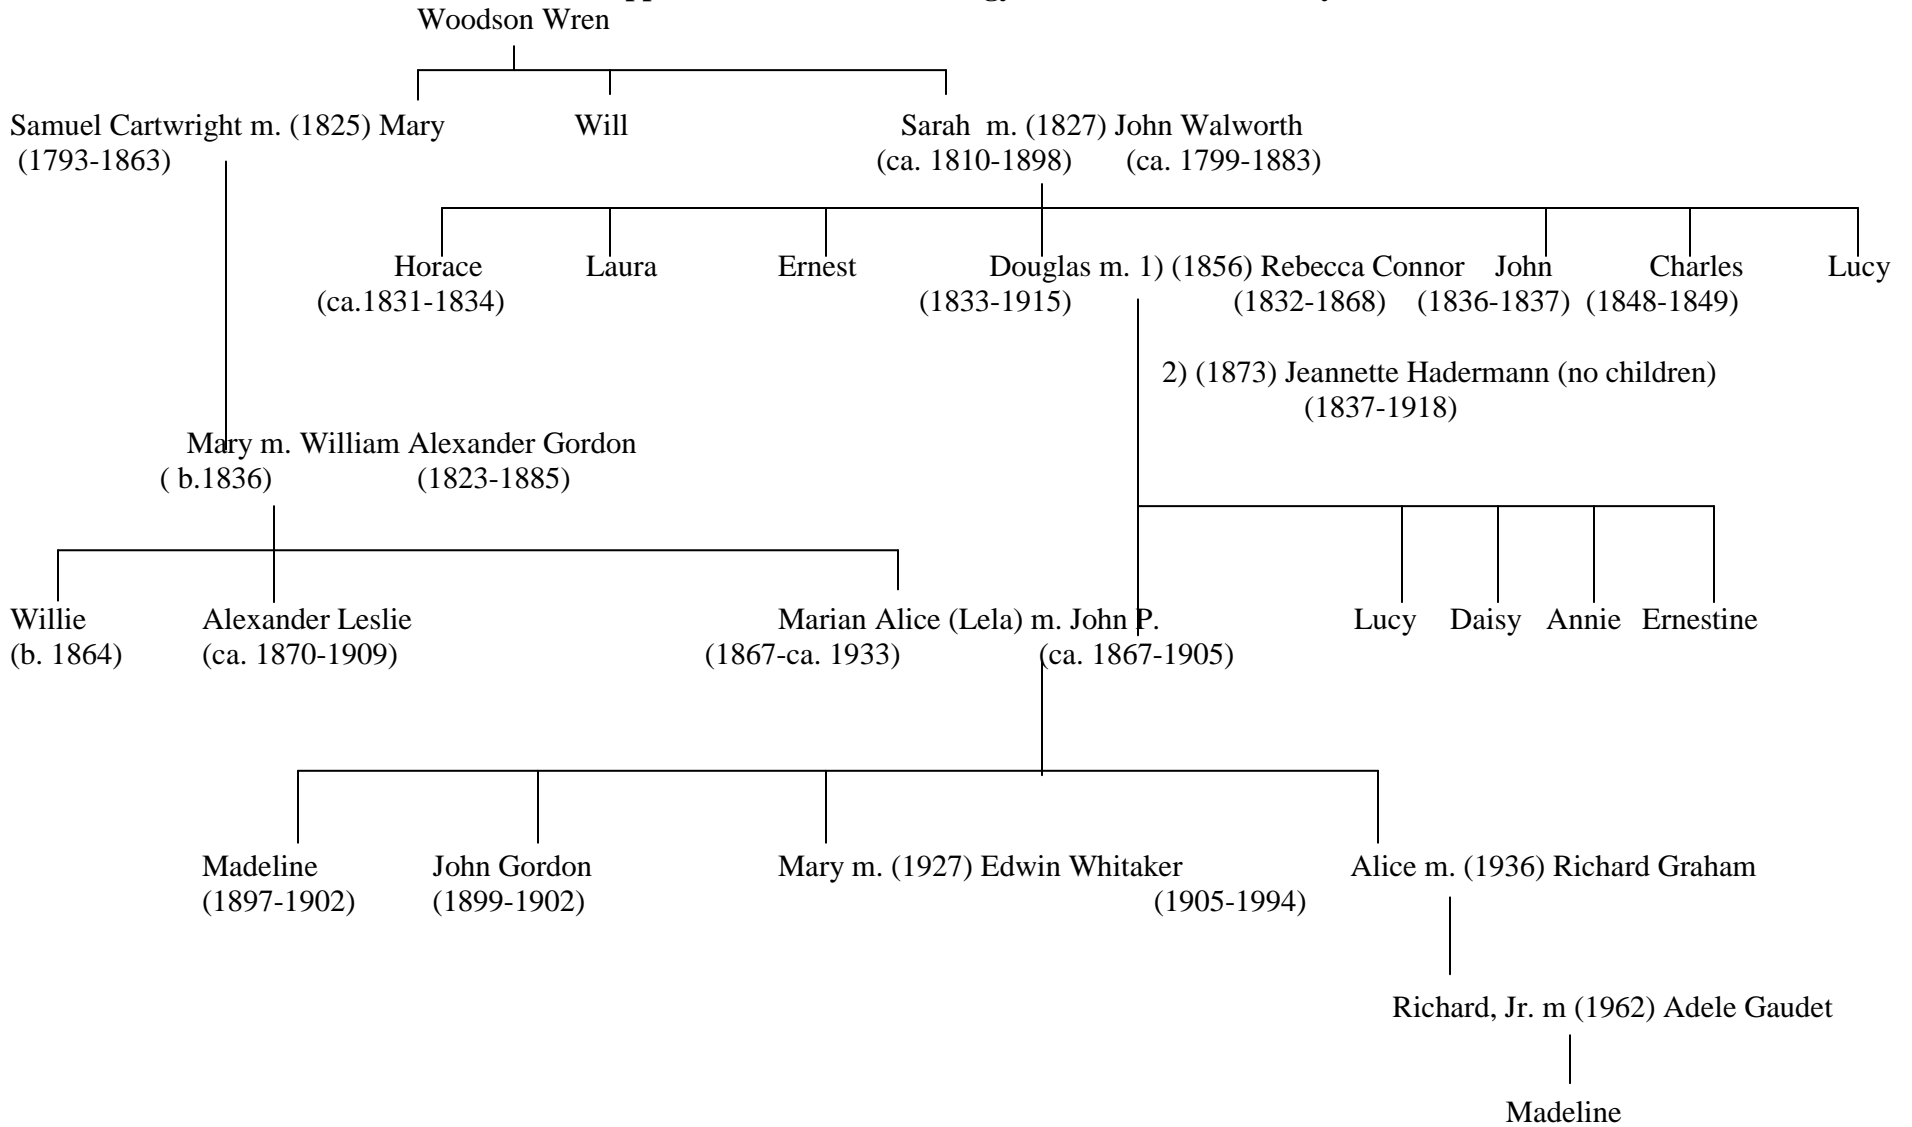 Woodson Wren
Samuel Cartwright m. (1825) Mary Will Sarah m. (1827) John Walworth
(1793-1863) (ca. 1810-1898) (ca. 1799-1883)
Horace Laura Ernest Douglas m. 1) (1856) Rebecca Connor John Charles Lucy
(ca.1831-1834) (1833-1915) (1832-1868) (1836-1837) (1848-1849)
2) (1873) Jeannette Hadermann (no children)
(1837-1918)
Mary m. William Alexander Gordon
( b.1836) (1823-1885)
Willie Alexander Leslie Marian Alice (Lela) m. John P. Lucy Daisy Annie Ernestine
(b. 1864) (ca. 1870-1909) (1867-ca. 1933) (ca. 1867-1905)
Madeline John Gordon Mary m. (1927) Edwin Whitaker Alice m. (1936) Richard Graham
(1897-1902) (1899-1902) (1905-1994)
Richard, Jr. m (1962) Adele Gaudet
Madeline